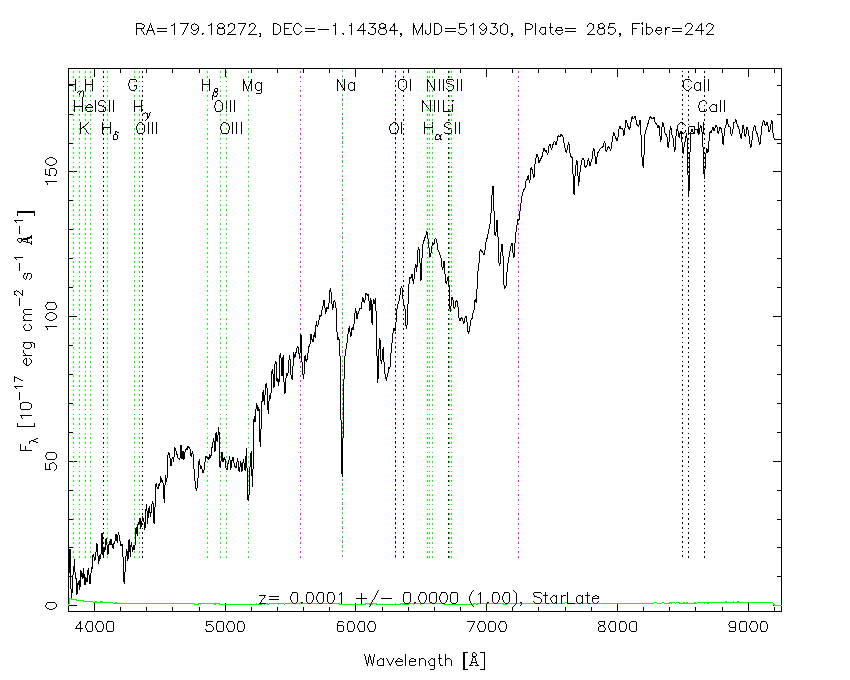 RA=179.18272, DEC=−1.14384, MJD=51930, Plate= 285, Fiber=242
H G Hβ Mg Na OI NII SII CaII
HeI SII Hγ OIII NII Li CaII
K Hδ OIII OIII OI Hα SII CaII
150
100
50
0
Fλ [10−17 erg cm−2 s−1 Å−1]
z= 0.0001 +/− 0.0000 (1.00), StarLate
4000 5000 6000 7000 8000 9000
Wavelength [Å]